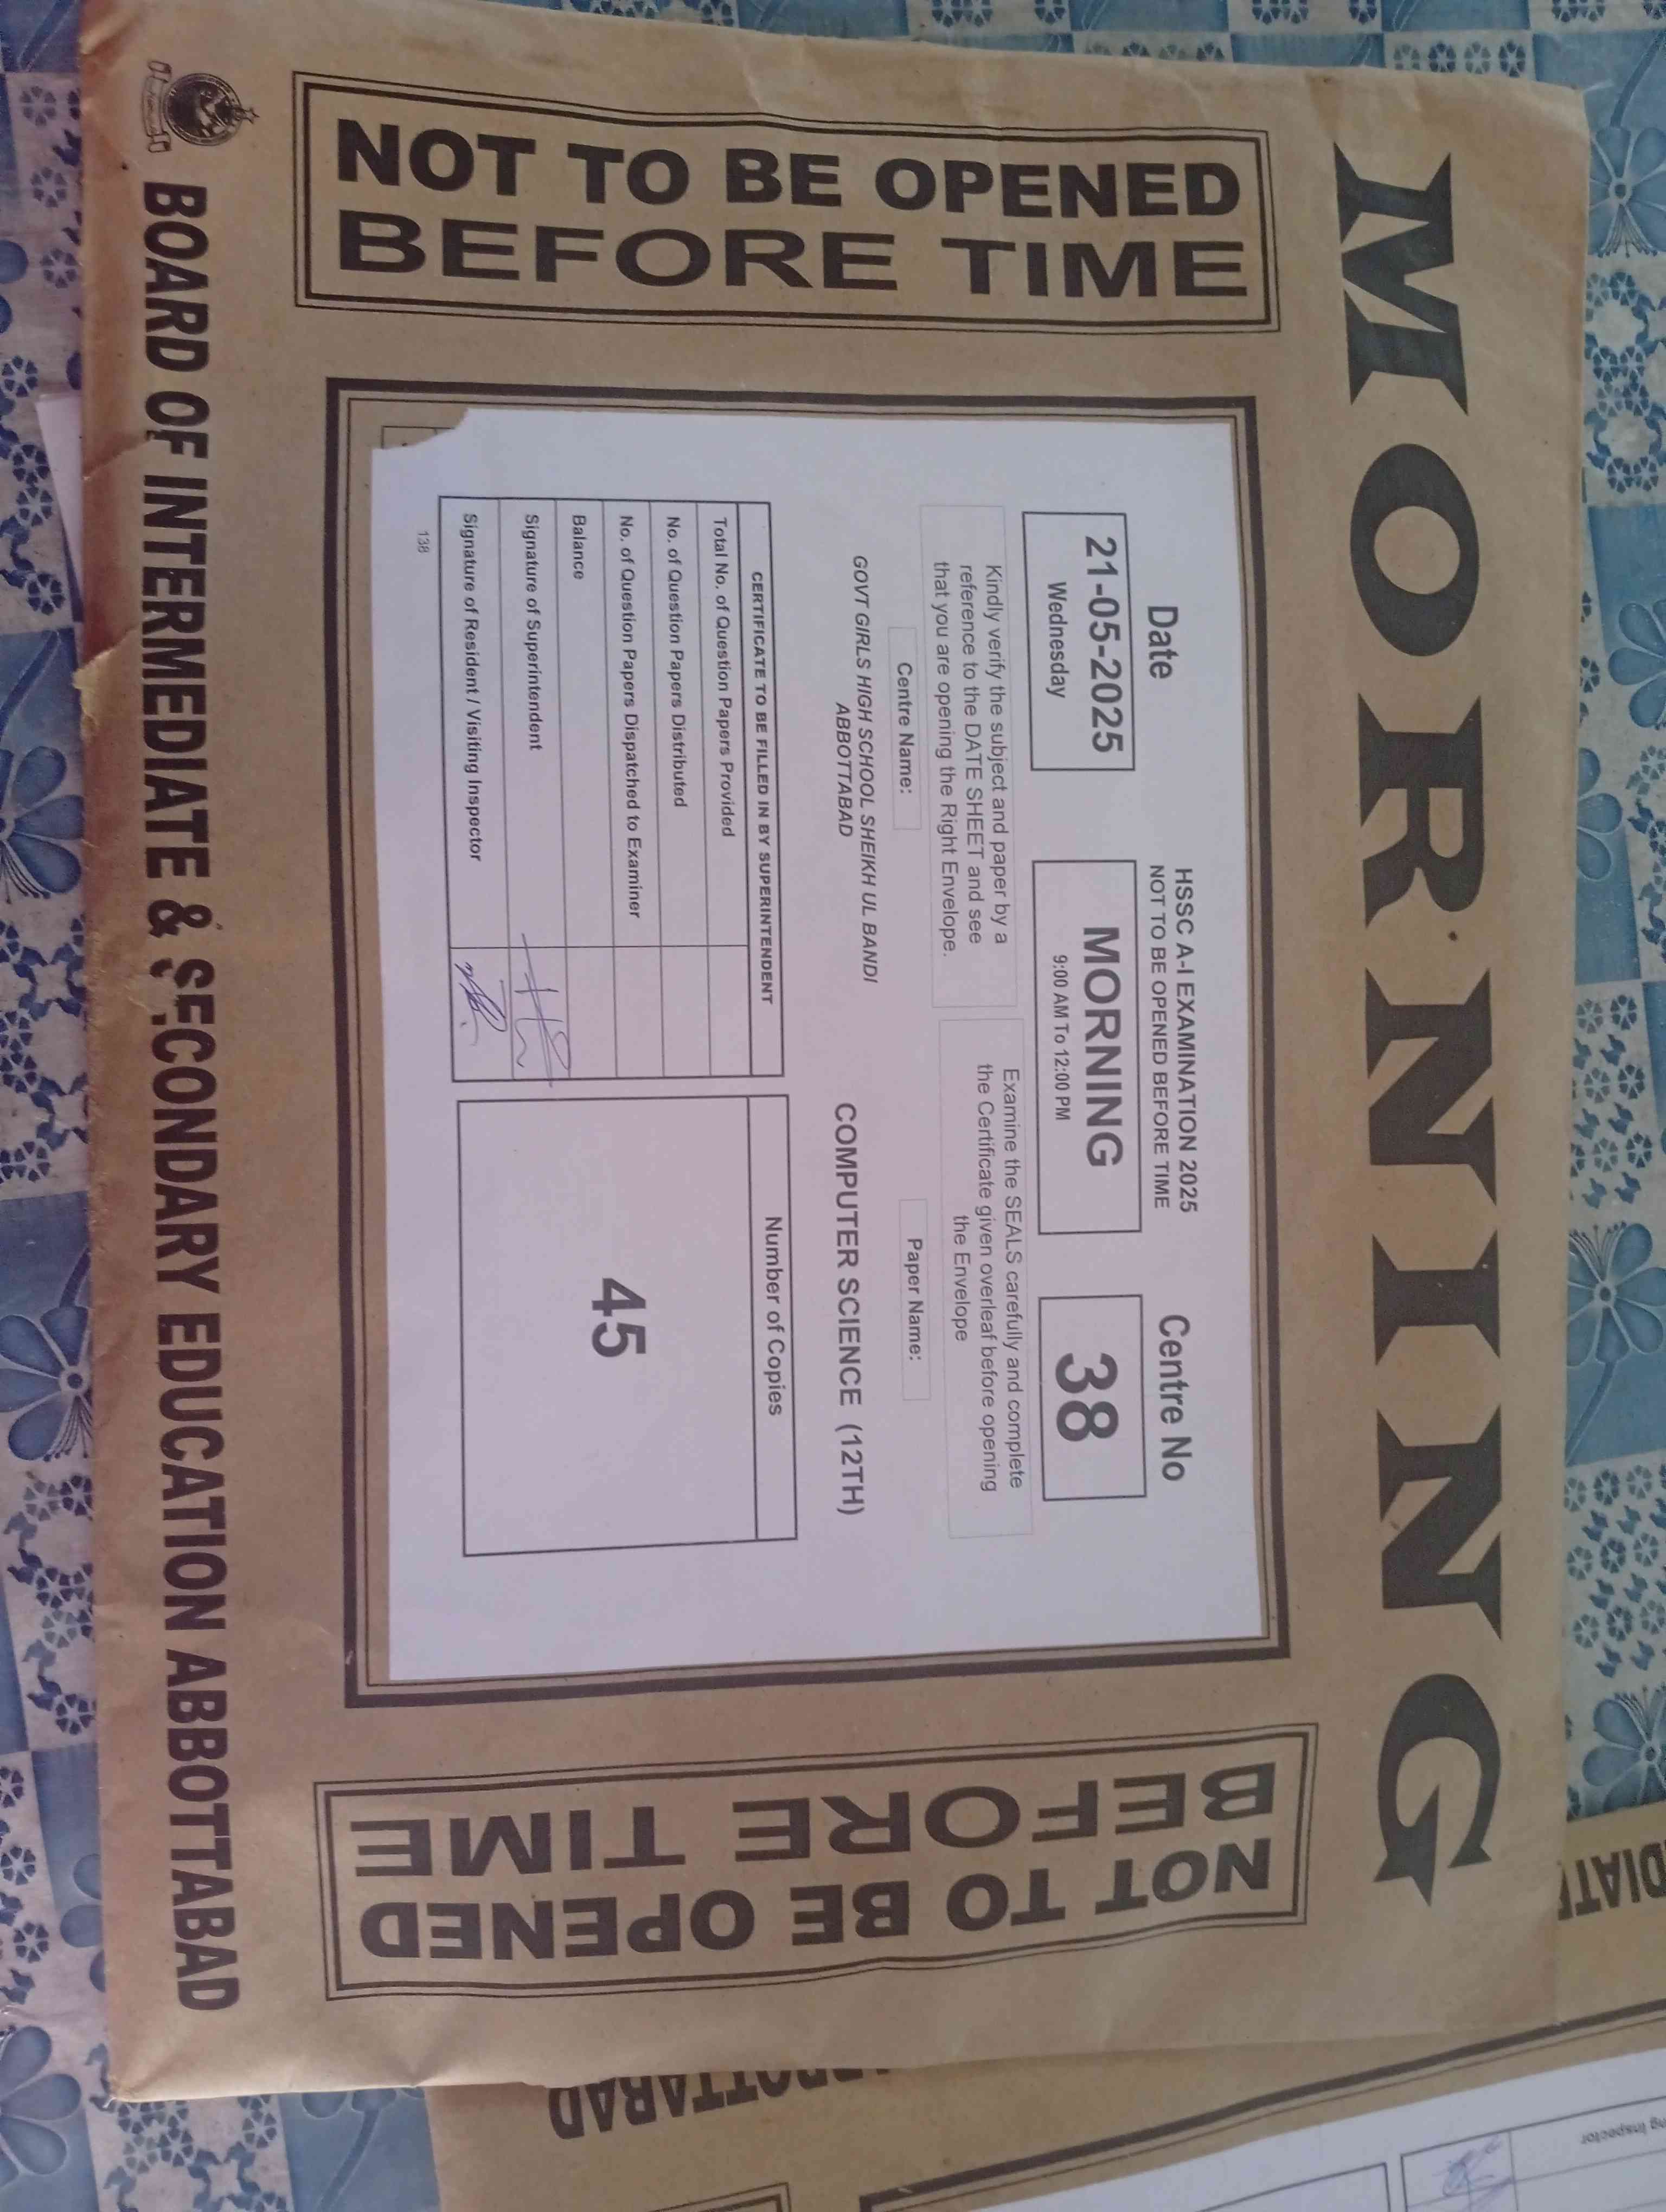 MORNING
NOT TO BE OPENED
BEFORE TIME
Date
21-05-2025
Wednesday
HSSC A-I EXAMINATION 2025
NOT TO BE OPENED BEFORE TIME
MORNING
9:00 AM To 12:00 PM
Centre No
38
Kindly verify the subject and paper by a
reference to the DATE SHEET and see
that you are opening the Right Envelope.
Examine the SEALS carefully and complete
the Certificate given overleaf before opening
the Envelope
Centre Name:
GOVT GIRLS HIGH SCHOOL SHEIKH UL BANDI
ABBOTTABAD
Paper Name:
COMPUTER SCIENCE (12TH)
CERTIFICATE TO BE FILLED IN BY SUPERINTENDENT
Total No. of Question Papers Provided
No. of Question Papers Distributed
No. of Question Papers Dispatched to Examiner
Balance
Signature of Superintendent
Signature of Resident / Visiting Inspector
138
Number of Copies
45
NOT TO BE OPENED
BEFORE TIME
BOARD OF INTERMEDIATE & SECONDARY EDUCATION ABBOTTABAD
Inspector